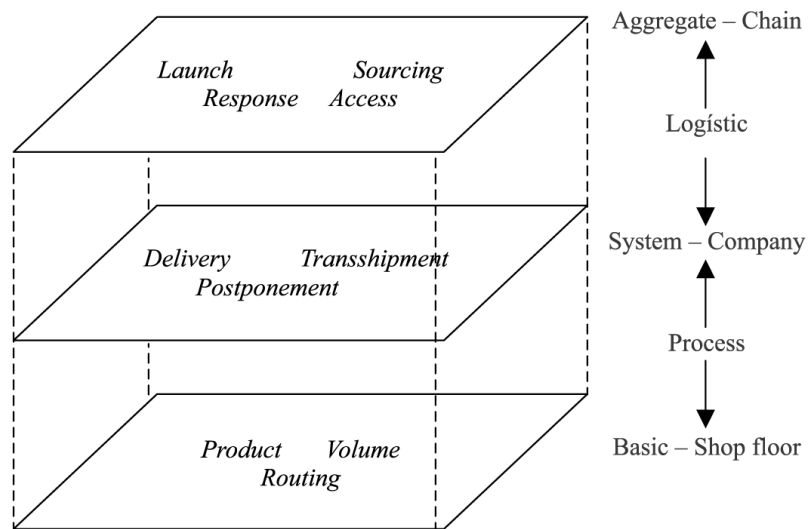 Aggregate – Chain
Launch Sourcing
Response Access
Logístic
System – Company
Delivery Transshipment
Postponement
Process
Product Volume
Basic – Shop floor
Routing